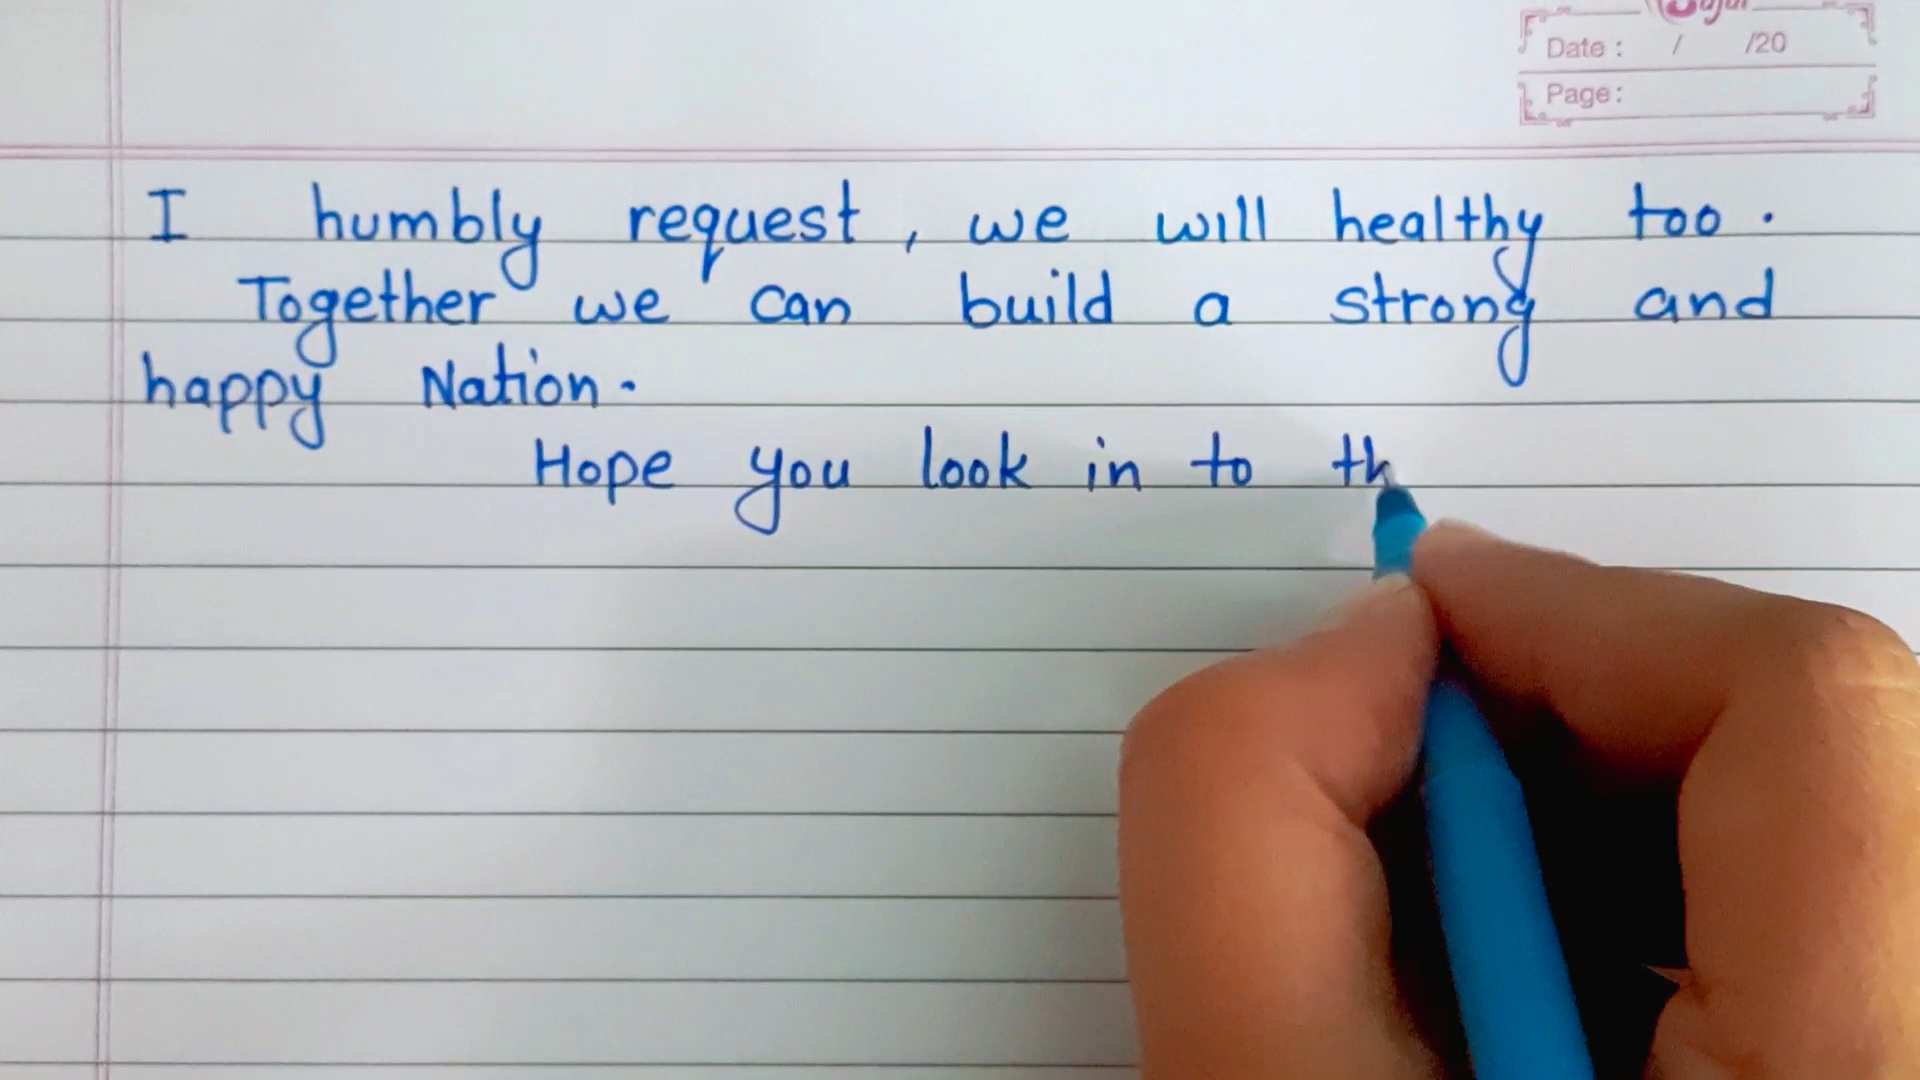 Date : / /20
Page:
I humbly request, we will healthy too.
Together we can build a strong and
happy Nation.
Hope you look in to th